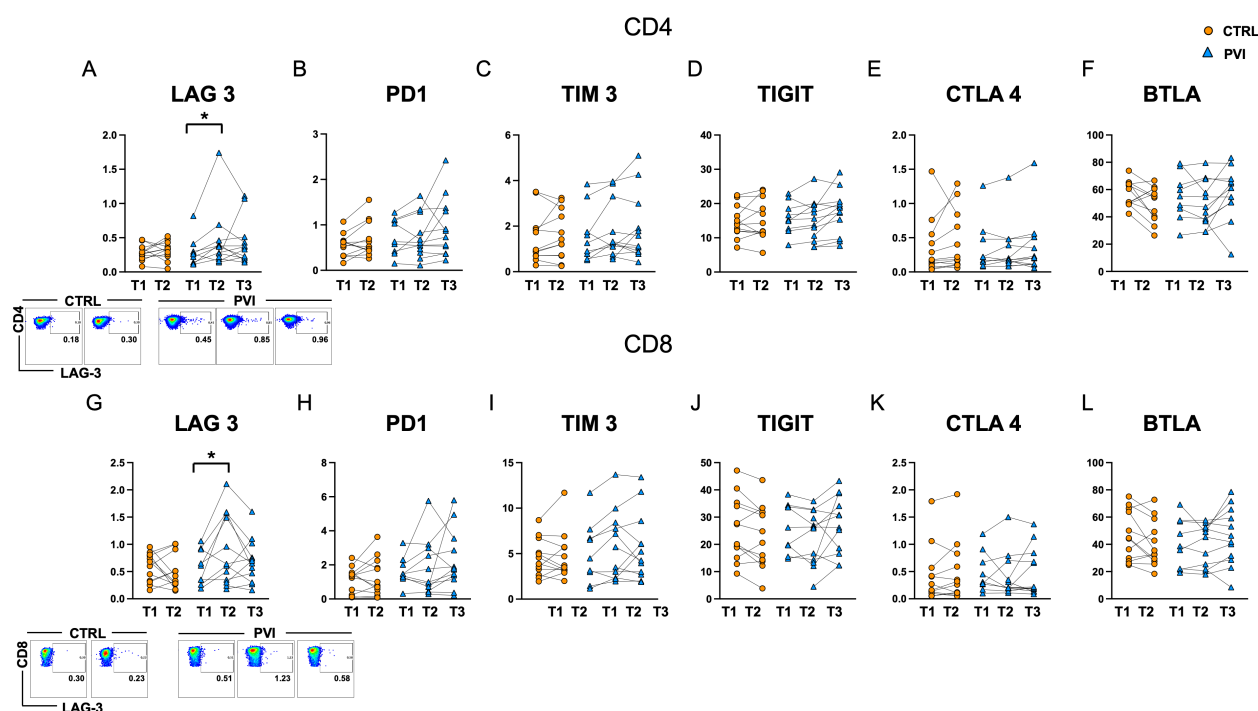 CD4
CTRL
PVI
A B C D E F
LAG 3 PD1 TIM 3 TIGIT CTLA 4 BTLA
*
2.0 3 6 40 2.0 100
1.5 80
2 4 30 1.5
1.0 60
20 1.0
1 2 40
0.5 10 0.5 20
0.0 0 0 0 0.0 0
T1 T2 T1 T2 T3 T1 T2 T1 T2 T3 T1 T2 T1 T2 T3 T1 T2 T1 T2 T3 T1 T2 T1 T2 T3 T1 T2 T1 T2 T3
CTRL PVI
CD4
0.18 0.30 0.45 0.85 0.96
LAG-3
CD8
G H I J K L
LAG 3 PD1 TIM 3 TIGIT CTLA 4 BTLA
*
2.5 8 15 50 2.5 100
2.0 6 40 2.0 80
1.5 10 30 1.5 60
4
1.0 20 1.0 40
5
0.5 2 10 0.5 20
0.0 0 0 0 0.0 0
T1 T2 T1 T2 T3 T1 T2 T1 T2 T3 T1 T2 T1 T2 T3 T1 T2 T1 T2 T3 T1 T2 T1 T2 T3 T1 T2 T1 T2 T3
CTRL PVI
CD8
0.30 0.23 0.51 1.23 0.58
LAG-3